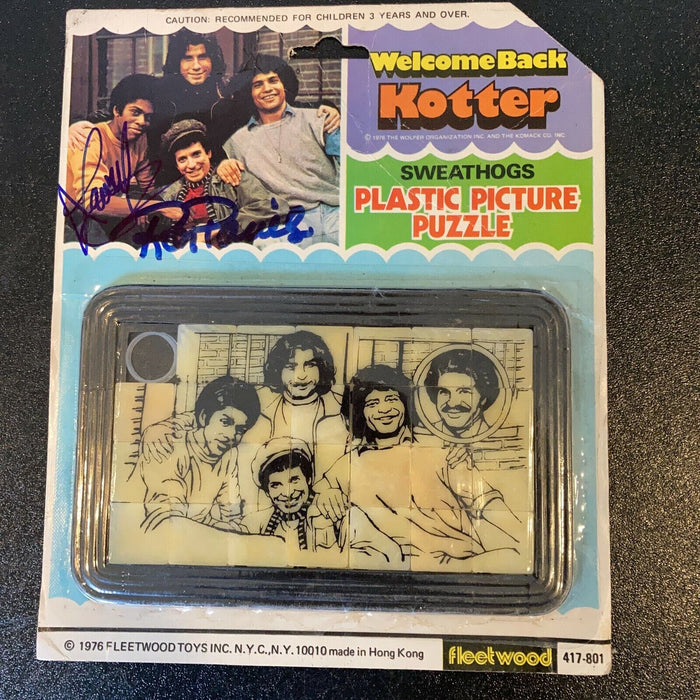 CAUTION: RECOMMENDED FOR CHILDREN 3 YEARS AND OVER.
Welcome Back
Kotter
© 1976 THE WOLPER ORGANIZATION INC. AND THE KOMACK CO. INC.
SWEATHOGS
PLASTIC PICTURE
PUZZLE
© 1976 FLEETWOOD TOYS INC. N.Y.C., N.Y. 10010 made in Hong Kong
fleetwood
417-801